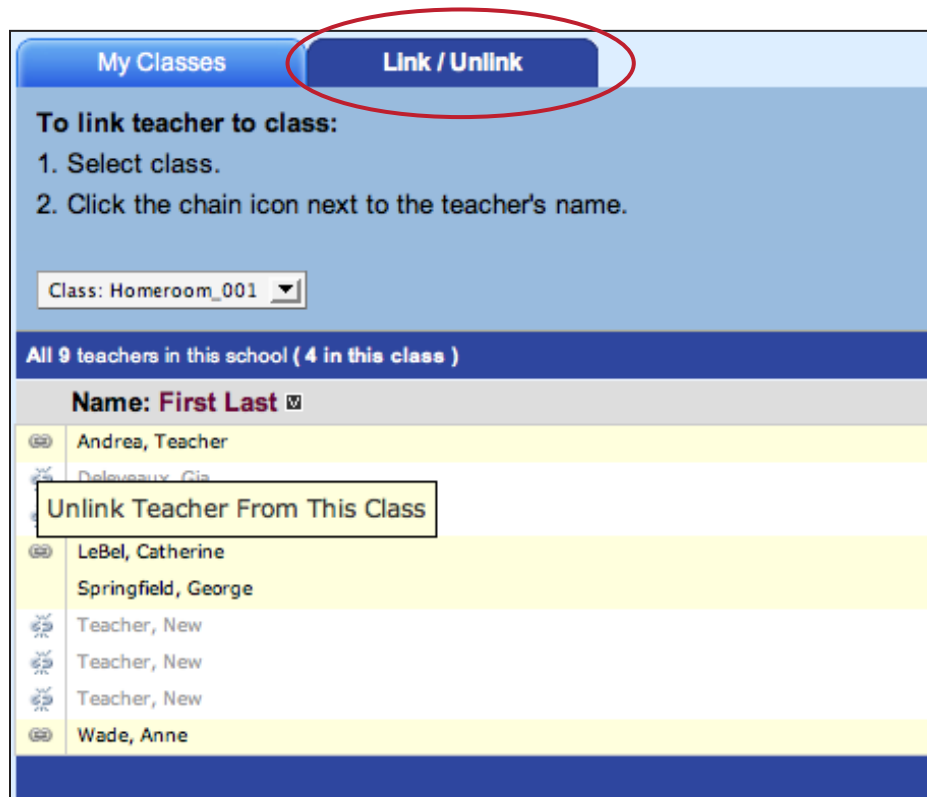 My Classes
Link / Unlink
To link teacher to class:
1. Select class.
2. Click the chain icon next to the teacher's name.
Class: Homeroom_001
All 9 teachers in this school ( 4 in this class )
Name: First Last
Andrea, Teacher
Deleveaux, Gia
Unlink Teacher From This Class
LeBel, Catherine
Springfield, George
Teacher, New
Teacher, New
Teacher, New
Wade, Anne